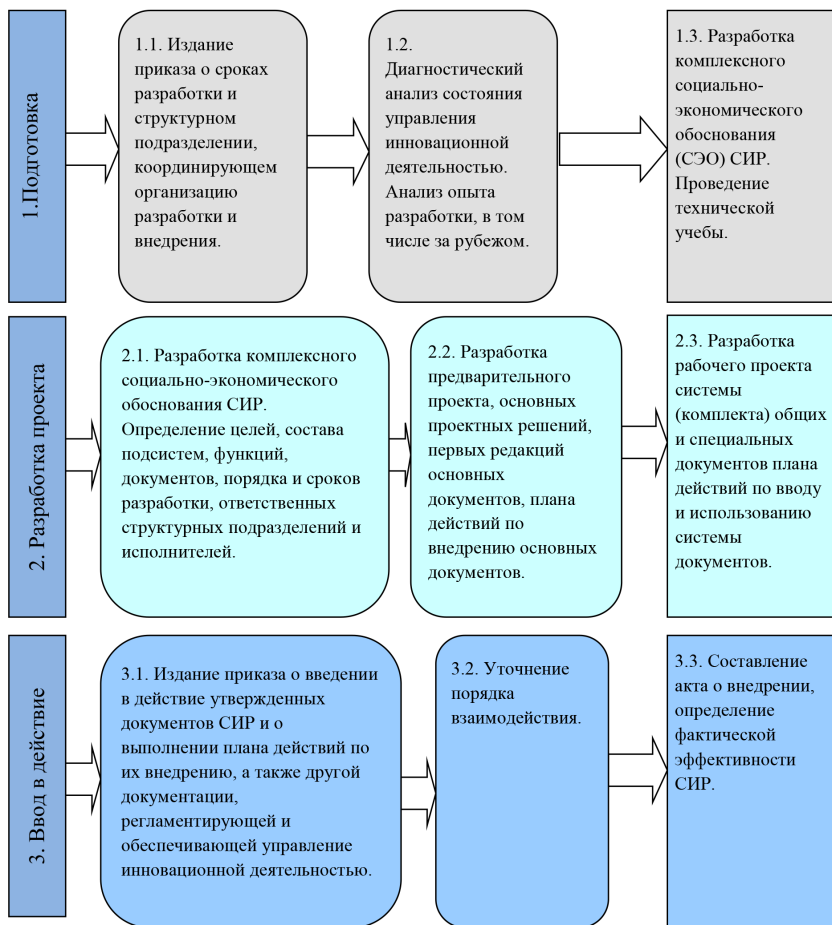 1.Подготовка
1.1. Издание
приказа о сроках
разработки и
структурном
подразделении,
координирующем
организацию
разработки и
внедрения.
1.2.
Диагностический
анализ состояния
управления
инновационной
деятельностью.
Анализ опыта
разработки, в том
числе за рубежом.
1.3. Разработка
комплексного
социально-
экономического
обоснования
(СЭО) СИР.
Проведение
технической
учебы.
2. Разработка проекта
2.1. Разработка комплексного
социально-экономического
обоснования СИР.
Определение целей, состава
подсистем, функций,
документов, порядка и сроков
разработки, ответственных
структурных подразделений и
исполнителей.
2.2. Разработка
предварительного
проекта, основных
проектных решений,
первых редакций
основных
документов, плана
действий по
внедрению основных
документов.
2.3. Разработка
рабочего проекта
системы
(комплекта) общих
и специальных
документов плана
действий по вводу
и использованию
системы
документов.
3. Ввод в действие
3.1. Издание приказа о введении
в действие утвержденных
документов СИР и о
выполнении плана действий по
их внедрению, а также другой
документации,
регламентирующей и
обеспечивающей управление
инновационной деятельностью.
3.2. Уточнение
порядка
взаимодействия.
3.3. Составление
акта о внедрении,
определение
фактической
эффективности
СИР.